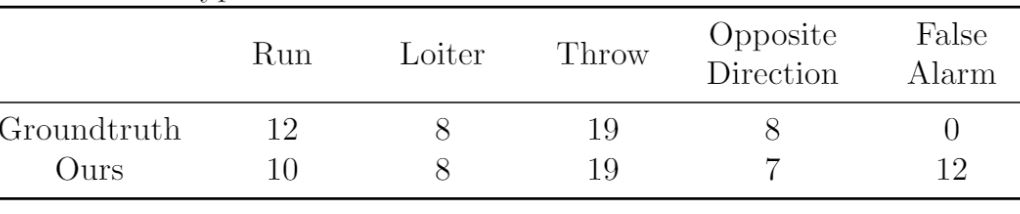 Run Loiter Throw Opposite Direction False Alarm
Groundtruth 12 8 19 8 0
Ours 10 8 19 7 12